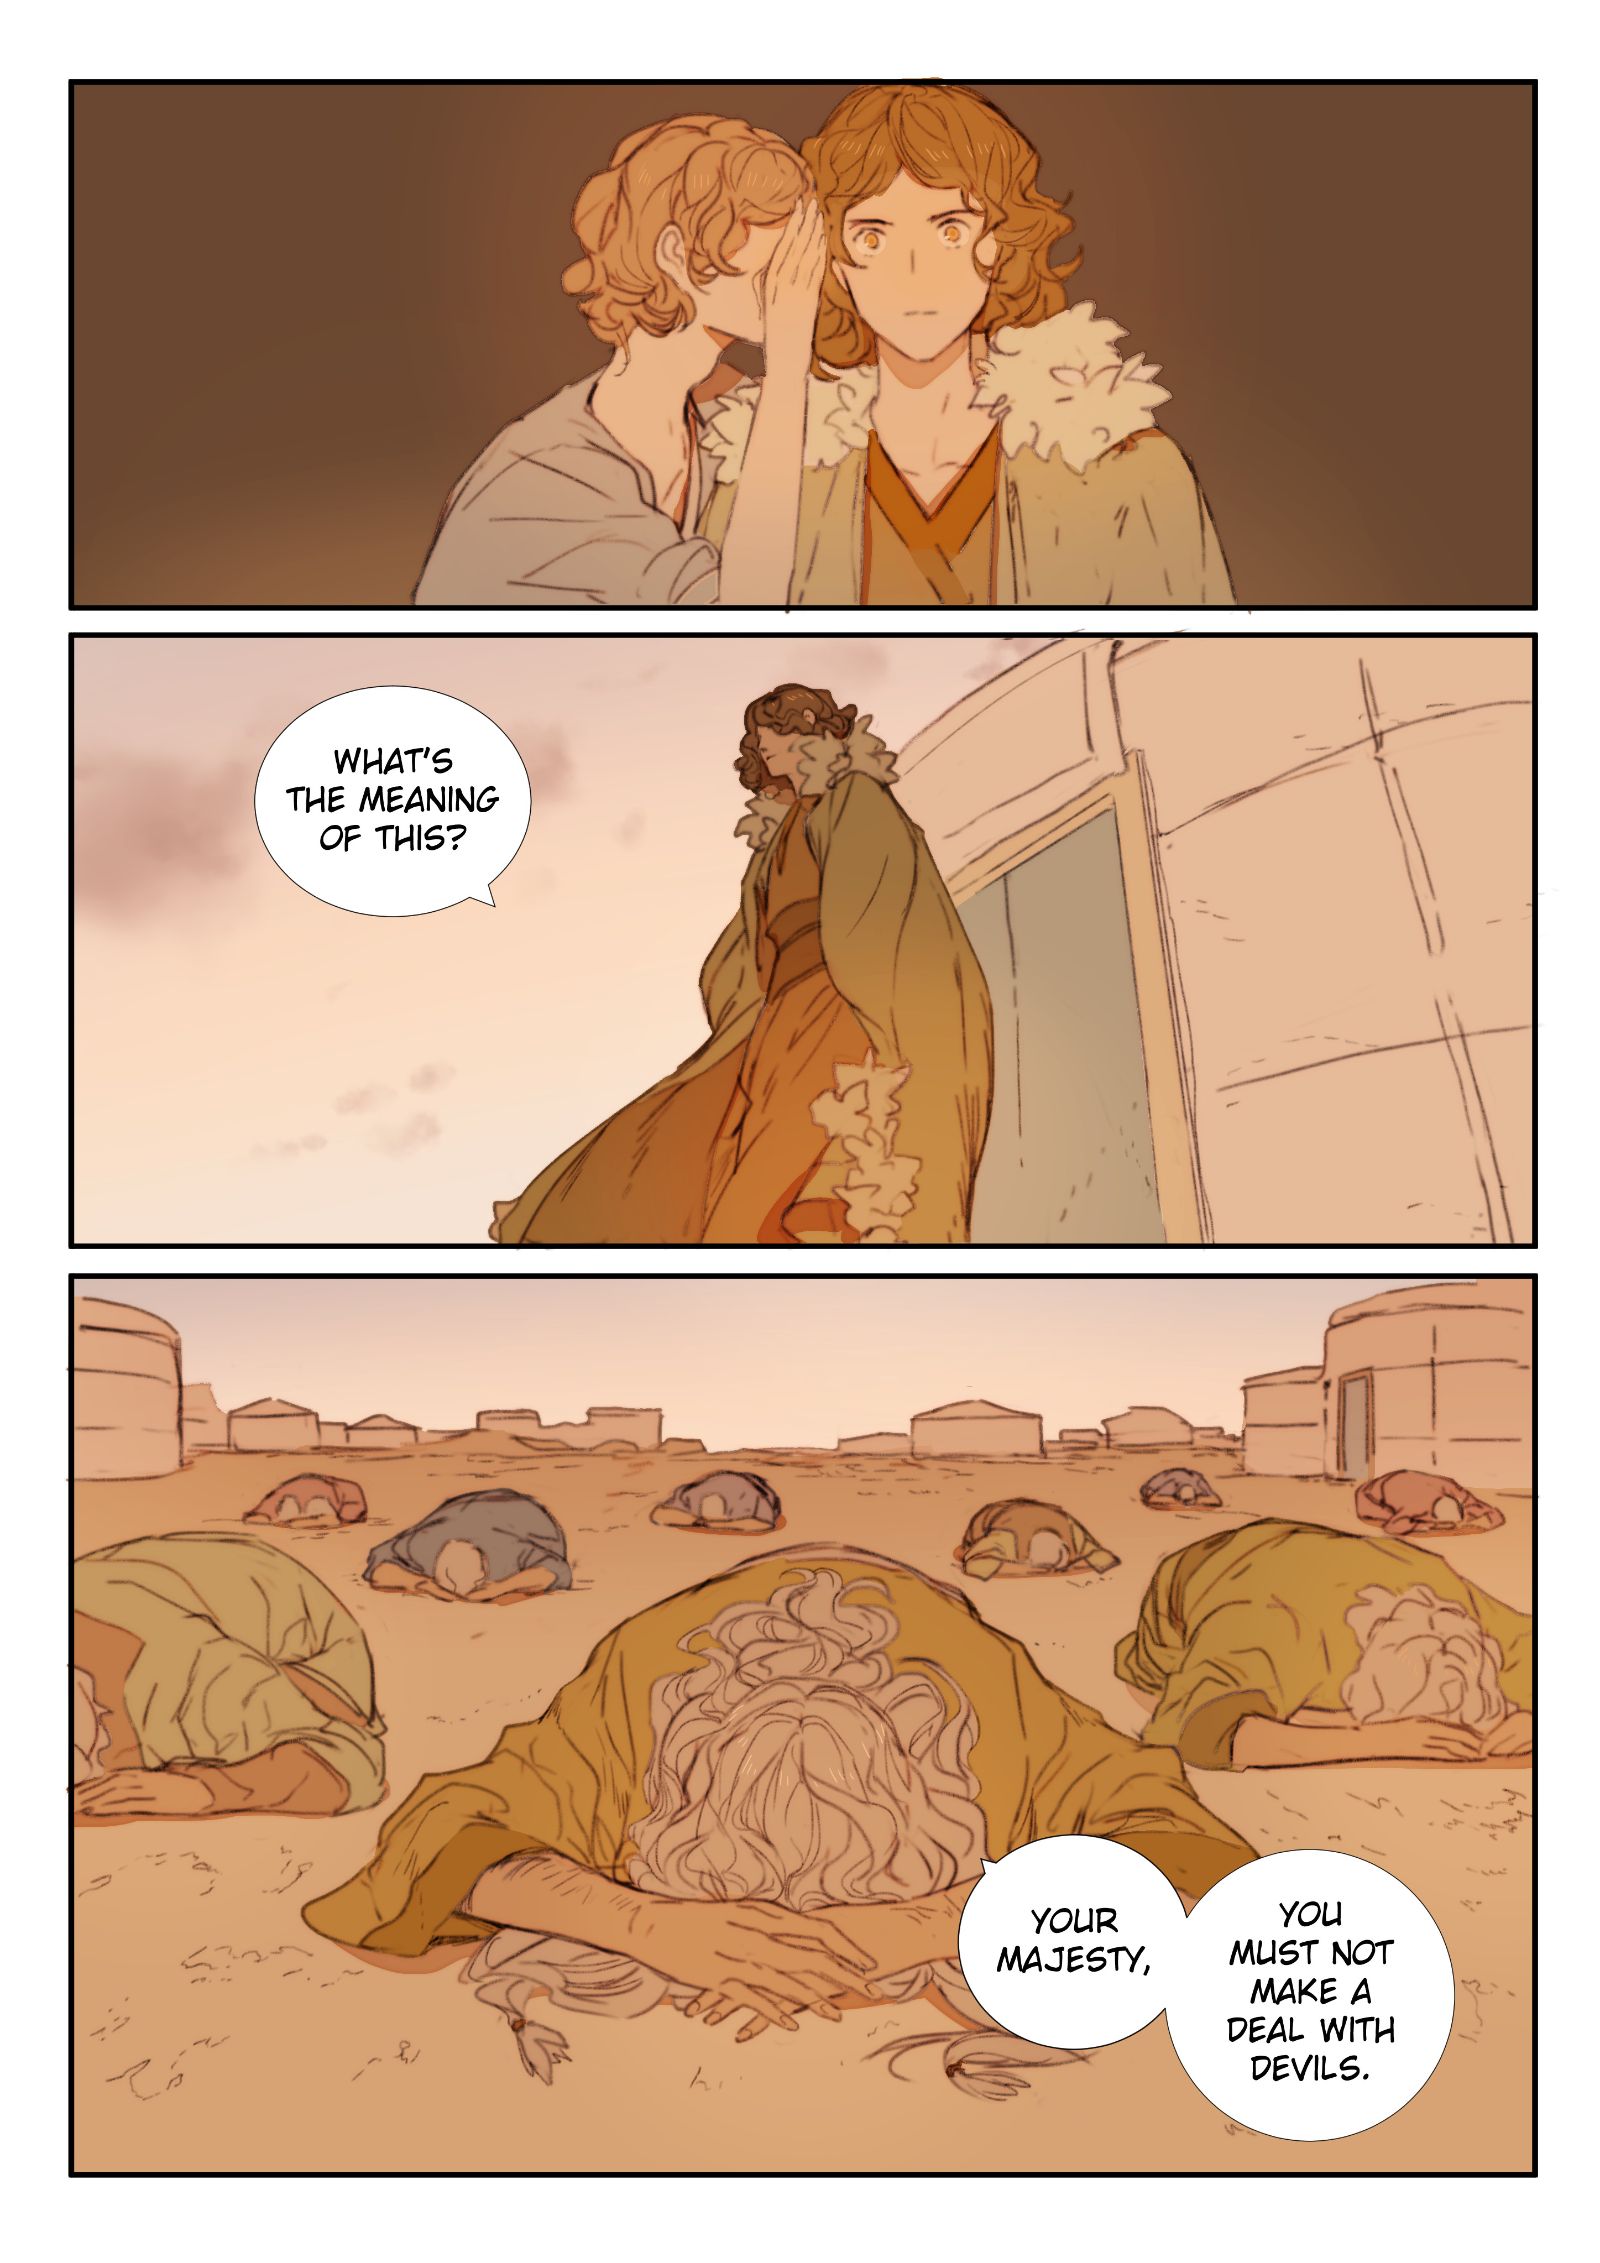 WHAT'S
THE MEANING
OF THIS?
YOUR
MAJESTY,
YOU
MUST NOT
MAKE A
DEAL WITH
DEVILS.